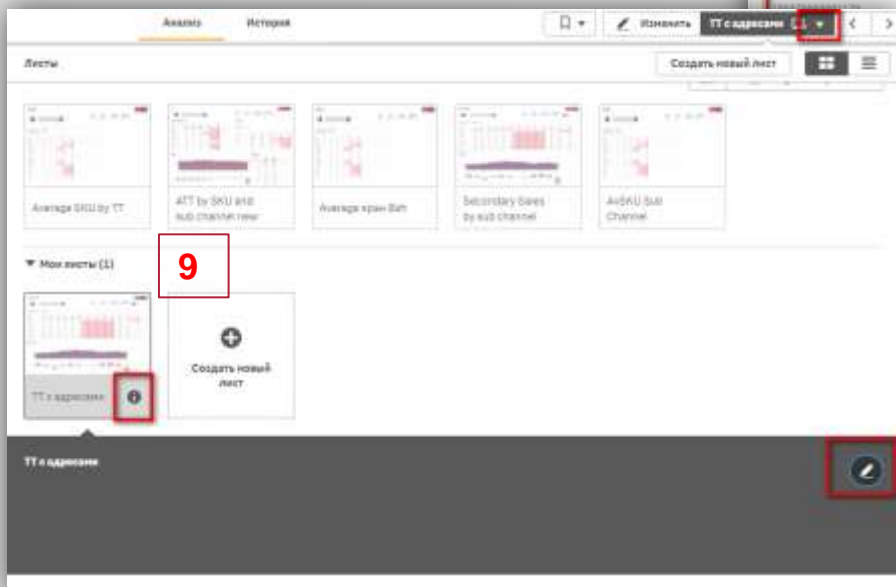 Анализ История Изменить ТТ с адресами
Листы Создать новый лист
Average SKU by TT
ATT by SKU and
sub channel new
Average кран Bah
Secondary Sales
by sub channel
AvSKU Sub
Channel
Мои листы (1)
9
ТТ с адресами
Создать новый
лист
ТТ с адресами